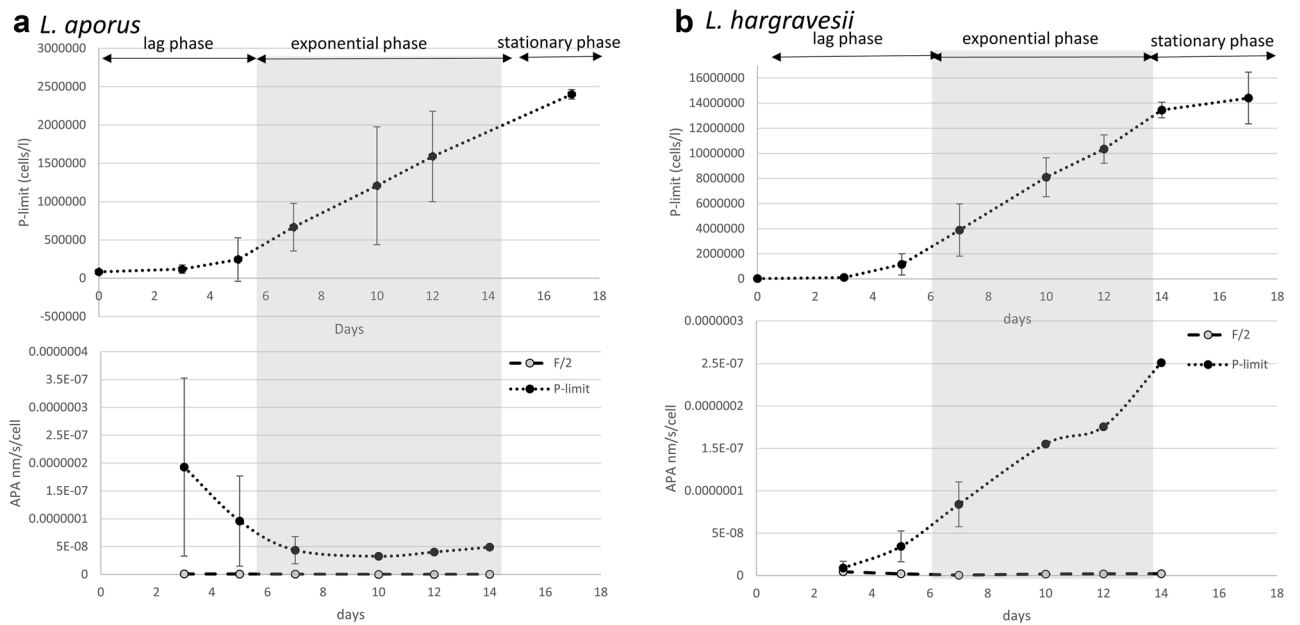 a L. aporus
lag phase
exponential phase
stationary phase
3000000
2500000
2000000
1500000
1000000
500000
0
-500000
P-limit (cells/l)
0 2 4 6 8 10 12 14 16 18
Days
0.0000004
3.5E-07
0.0000003
2.5E-07
0.0000002
1.5E-07
0.0000001
5E-08
0
APA nm/s/cell
F/2
P-limit
0 2 4 6 8 10 12 14 16 18
days
b L. hargravesii
lag phase
exponential phase
stationary phase
16000000
14000000
12000000
10000000
8000000
6000000
4000000
2000000
0
P-limit (cells/l)
0 2 4 6 8 10 12 14 16 18
days
0.0000003
2.5E-07
0.0000002
1.5E-07
0.0000001
5E-08
0
APA nm/s/cell
F/2
P-limit
0 2 4 6 8 10 12 14 16 18
days